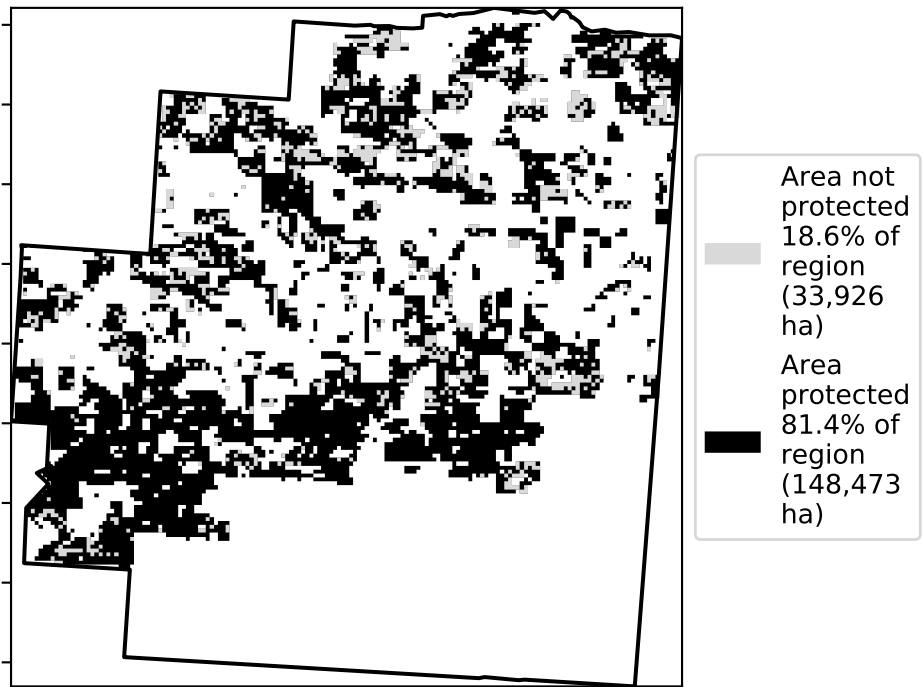 Area not
protected
18.6% of
region
(33,926
ha)
Area
protected
81.4% of
region
(148,473
ha)